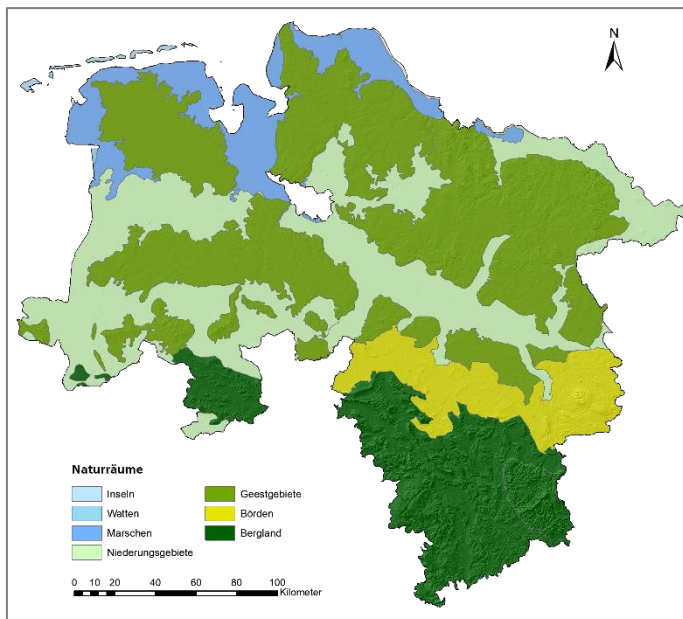 N
Naturräume
Inseln
Watten
Marschen
Niederungsgebiete
Geestgebiete
Börden
Bergland
0 10 20 40 60 80 100
Kilometer